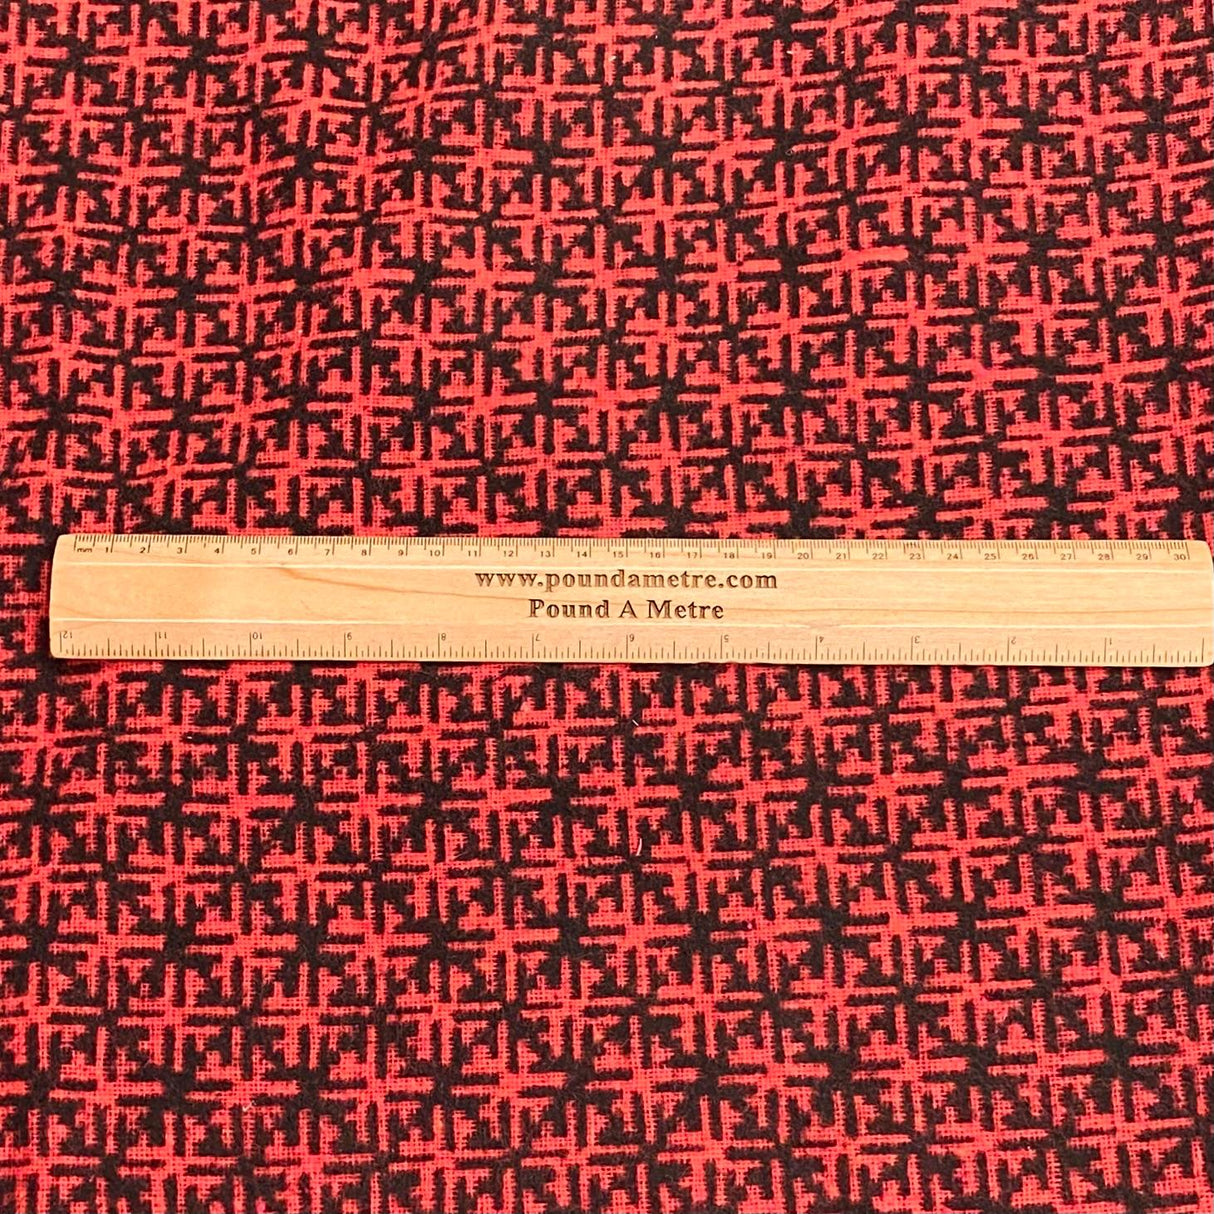 mm 1 2 3 4 5 6 7 8 9 10 11 12 13 14 15 16 17 18 19 20 21 22 23 24 25 26 27 28 29 30
www.poundametre.com
Pound A Metre
12 11 10 9 8 7 6 5 4 3 2 1